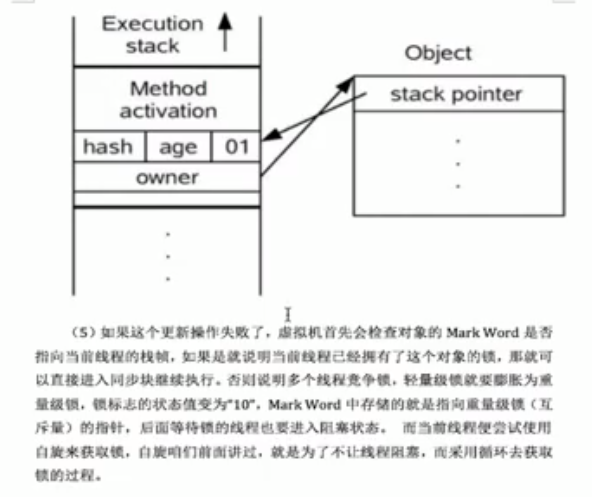 Execution
stack
Object
Method
activation
stack pointer
hash age 01
owner
（5）如果这个更新操作失败了，虚拟机首先会检查对象的 Mark Word 是否
指向当前线程的栈帧，如果是就说明当前线程已经拥有了这个对象的锁，那就可
以直接进入同步块继续执行。否则说明多个线程竞争锁，轻量级锁就要膨胀为重
量级锁，锁标志的状态值变为"10"，Mark Word 中存储的就是指向重量级锁（互
斥量）的指针，后面等待锁的线程也要进入阻塞状态。 而当前线程便尝试使用
自旋来获取锁，自旋咱们前面讲过，就是为了不让线程阻塞，而采用循环去获取
锁的过程。